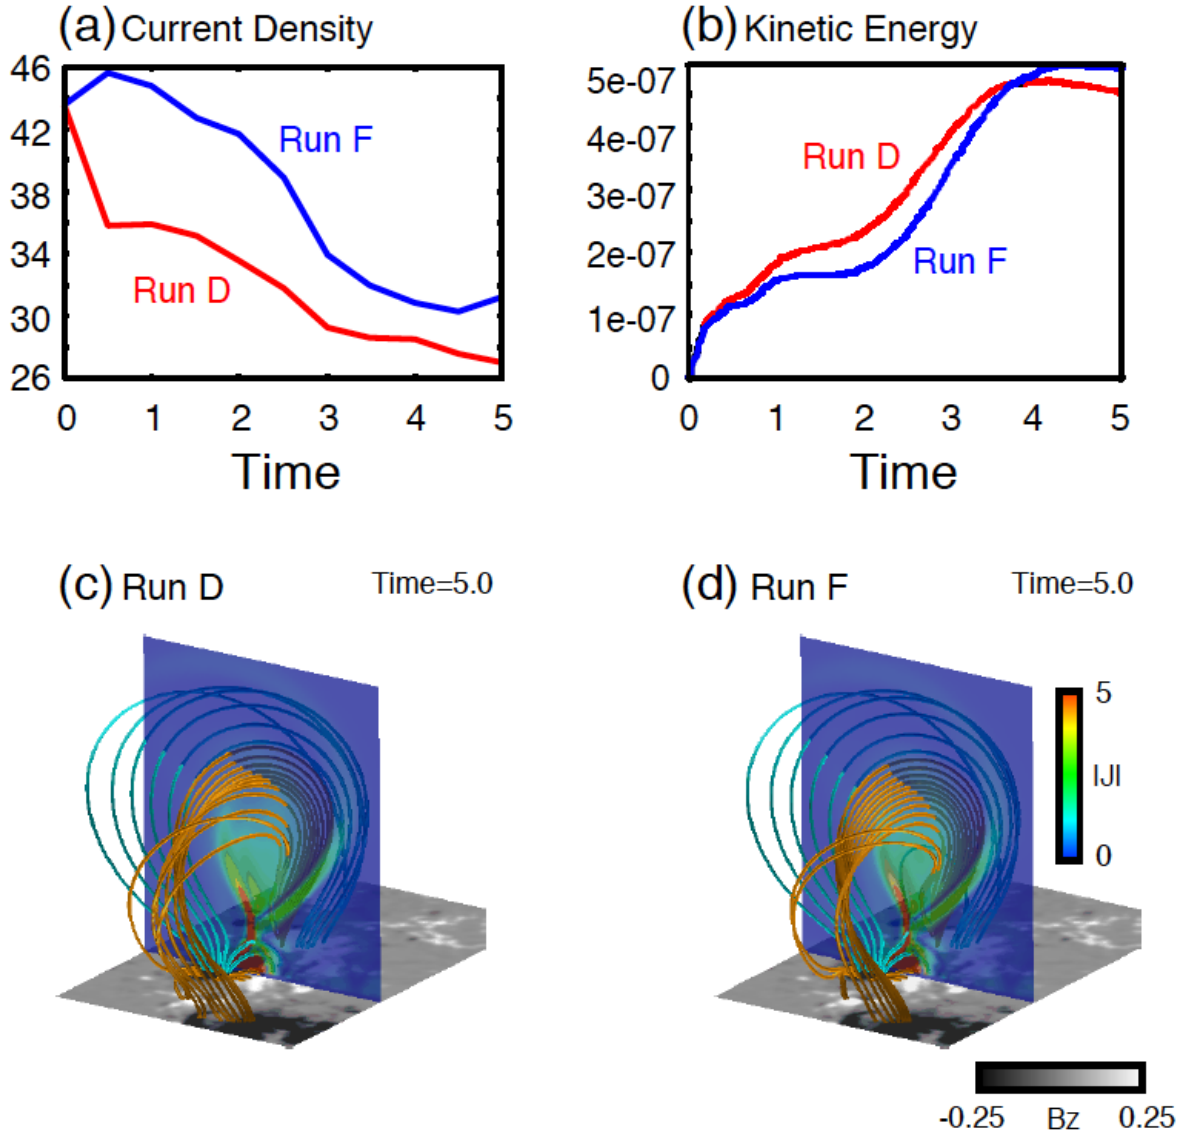 (a) Current Density
46
42
38
34
30
26
Run F
Run D
0 1 2 3 4 5
Time
(b) Kinetic Energy
5e-07
4e-07
3e-07
2e-07
1e-07
0
Run D
Run F
0 1 2 3 4 5
Time
(c) Run D Time=5.0
(d) Run F Time=5.0
5
|J|
0
-0.25 Bz 0.25